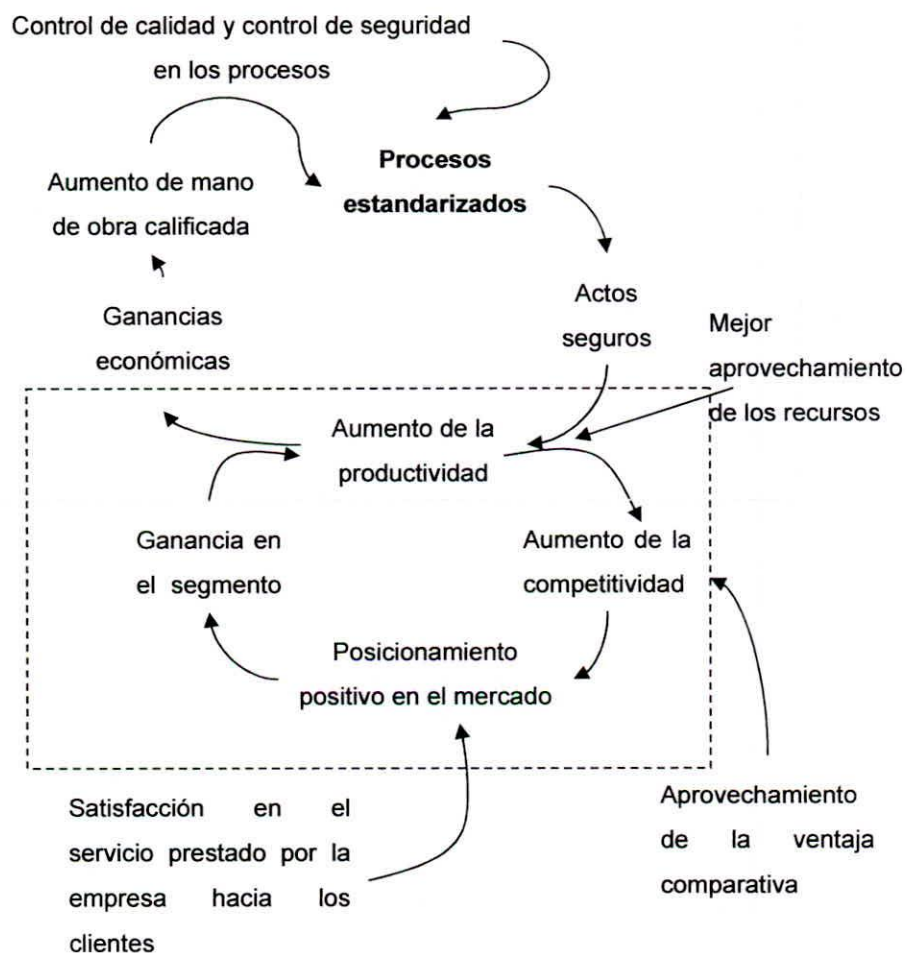 Control de calidad y control de seguridad
en los procesos
Procesos
estandarizados
Aumento de mano
de obra calificada
Actos
seguros
Ganancias
económicas
Mejor
aprovechamiento
de los recursos
Aumento de la
productividad
Ganancia en
el segmento
Aumento de la
competitividad
Posicionamiento
positivo en el mercado
Satisfacción en el
servicio prestado por la
empresa hacia los
clientes
Aprovechamiento
de la ventaja
comparativa